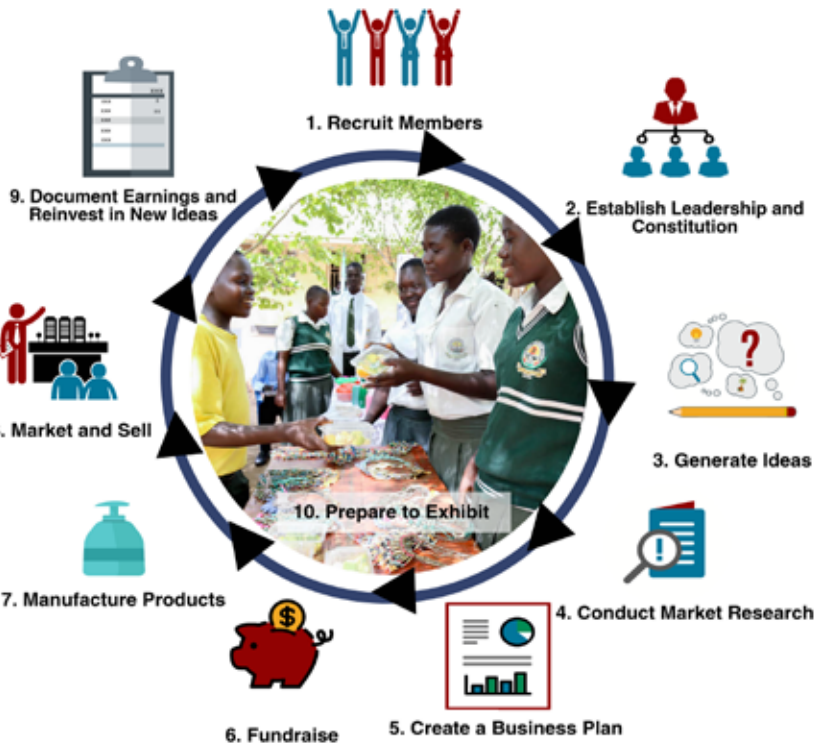 1. Recruit Members
2. Establish Leadership and
Constitution
3. Generate Ideas
4. Conduct Market Research
5. Create a Business Plan
6. Fundraise
7. Manufacture Products
. Market and Sell
9. Document Earnings and
Reinvest in New Ideas
10. Prepare to Exhibit